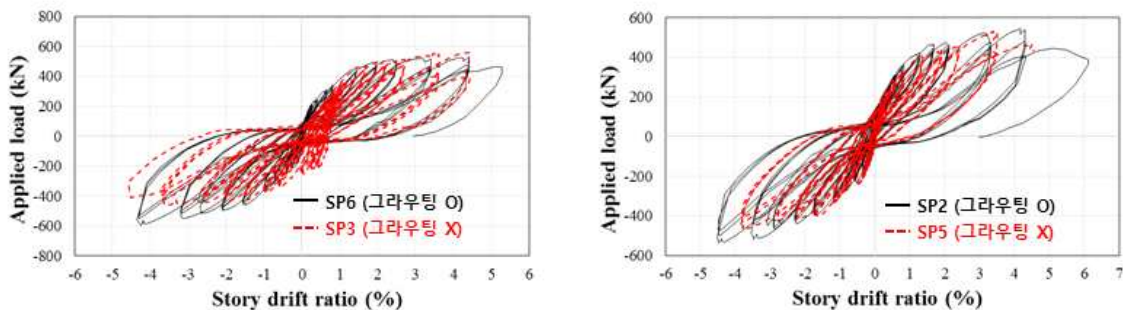 800
600
400
200
0
-200
-400
-600
-800
Applied load (kN)
SP6 (그라우팅 O)
SP3 (그라우팅 X)
-6 -5 -4 -3 -2 -1 0 1 2 3 4 5 6
Story drift ratio (%)
600
400
200
0
-200
-400
-600
Applied load (kN)
SP2 (그라우팅 O)
SP5 (그라우팅 X)
-6 -5 -4 -3 -2 -1 0 1 2 3 4 5 6 7
Story drift ratio (%)